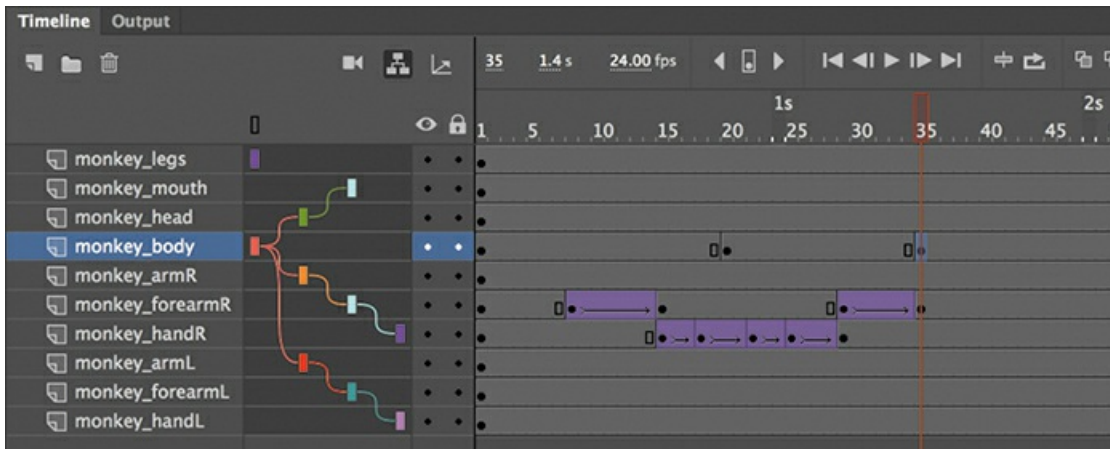 Timeline Output
35 1.4 s 24.00 fps
1s 2s
1 5 10 15 20 25 30 35 40 45
monkey_legs
monkey_mouth
monkey_head
monkey_body
monkey_armR
monkey_forearmR
monkey_handR
monkey_armL
monkey_forearmL
monkey_handL